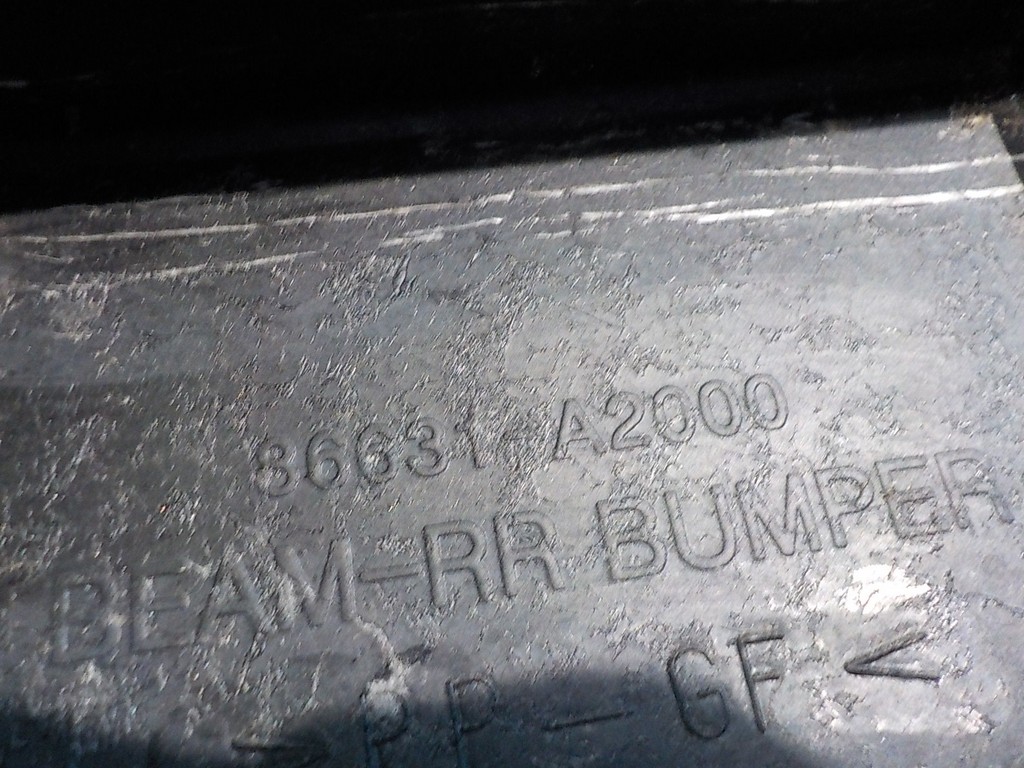 86631-A2000
BEAM-RR BUMPER
>PP-GF<